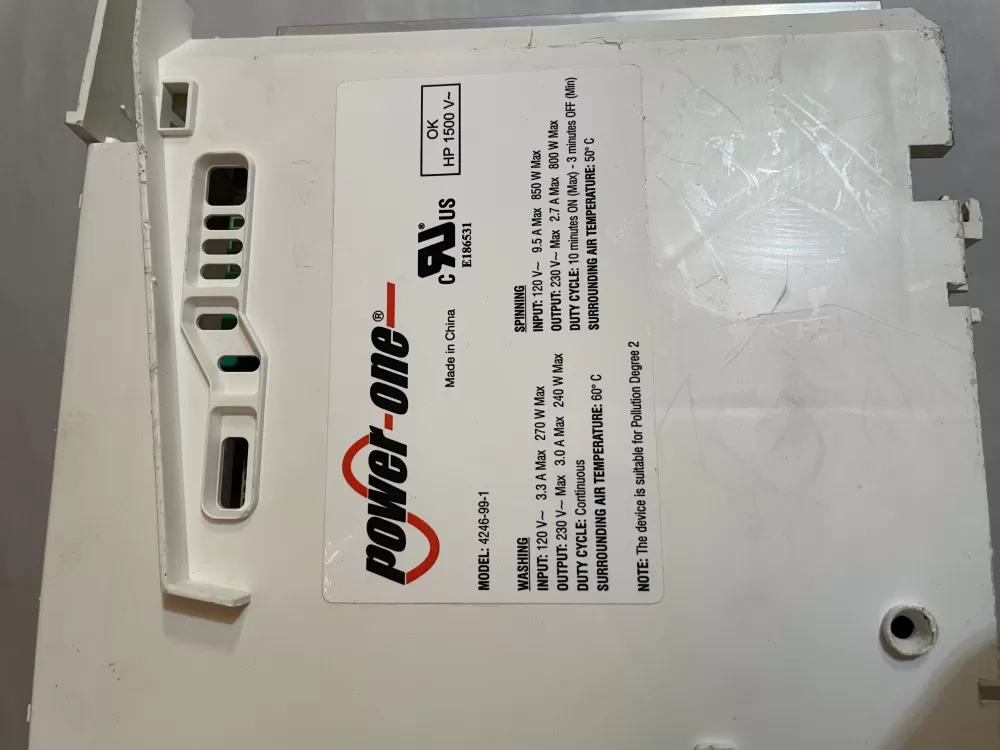 power-one®
Made in China
c RU US
E186531
OK
HP 1500 V~
MODEL: 4246-99-1
WASHING
INPUT: 120 V~ 3.3 A Max 270 W Max
OUTPUT: 230 V~ Max 3.0 A Max 240 W Max
DUTY CYCLE: Continuous
SURROUNDING AIR TEMPERATURE: 60° C
SPINNING
INPUT: 120 V~ 9.5 A Max 850 W Max
OUTPUT: 230 V~ Max 2.7 A Max 800 W Max
DUTY CYCLE: 10 minutes ON (Max) - 3 minutes OFF (Min)
SURROUNDING AIR TEMPERATURE: 50° C
NOTE: The device is suitable for Pollution Degree 2